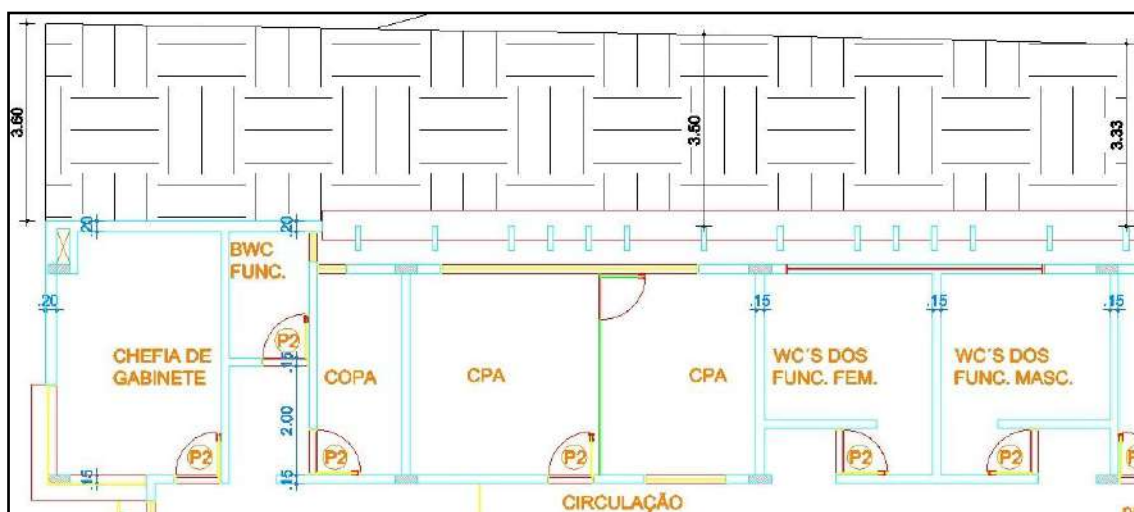 3.60
3.50
3.33
.20
.20
BWC
FUNC.
.20
.15
.15
.15
P2
CHEFIA DE
GABINETE
.15
COPA
CPA
CPA
WC´S DOS
FUNC. FEM.
WC´S DOS
FUNC. MASC.
2.00
P2
P2
P2
P2
P2
.15
.15
CIRCULAÇÃO